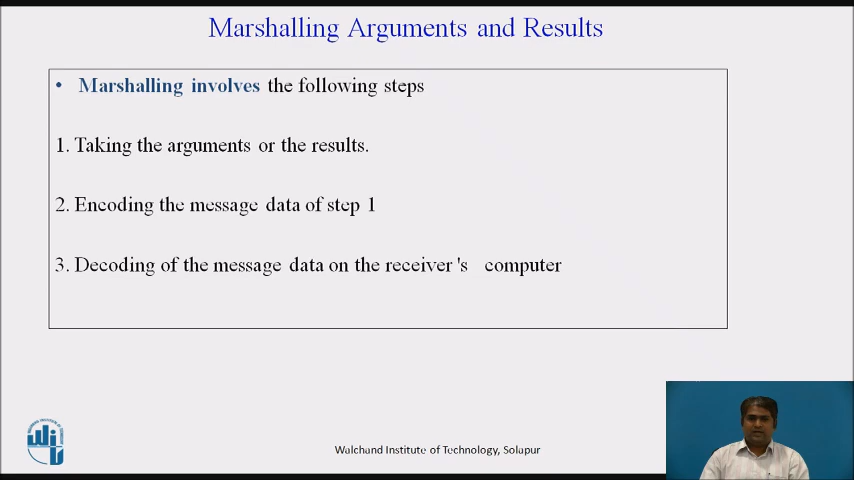 Marshalling Arguments and Results
• Marshalling involves the following steps
1. Taking the arguments or the results.
2. Encoding the message data of step 1
3. Decoding of the message data on the receiver's computer
Walchand Institute of Technology, Solapur